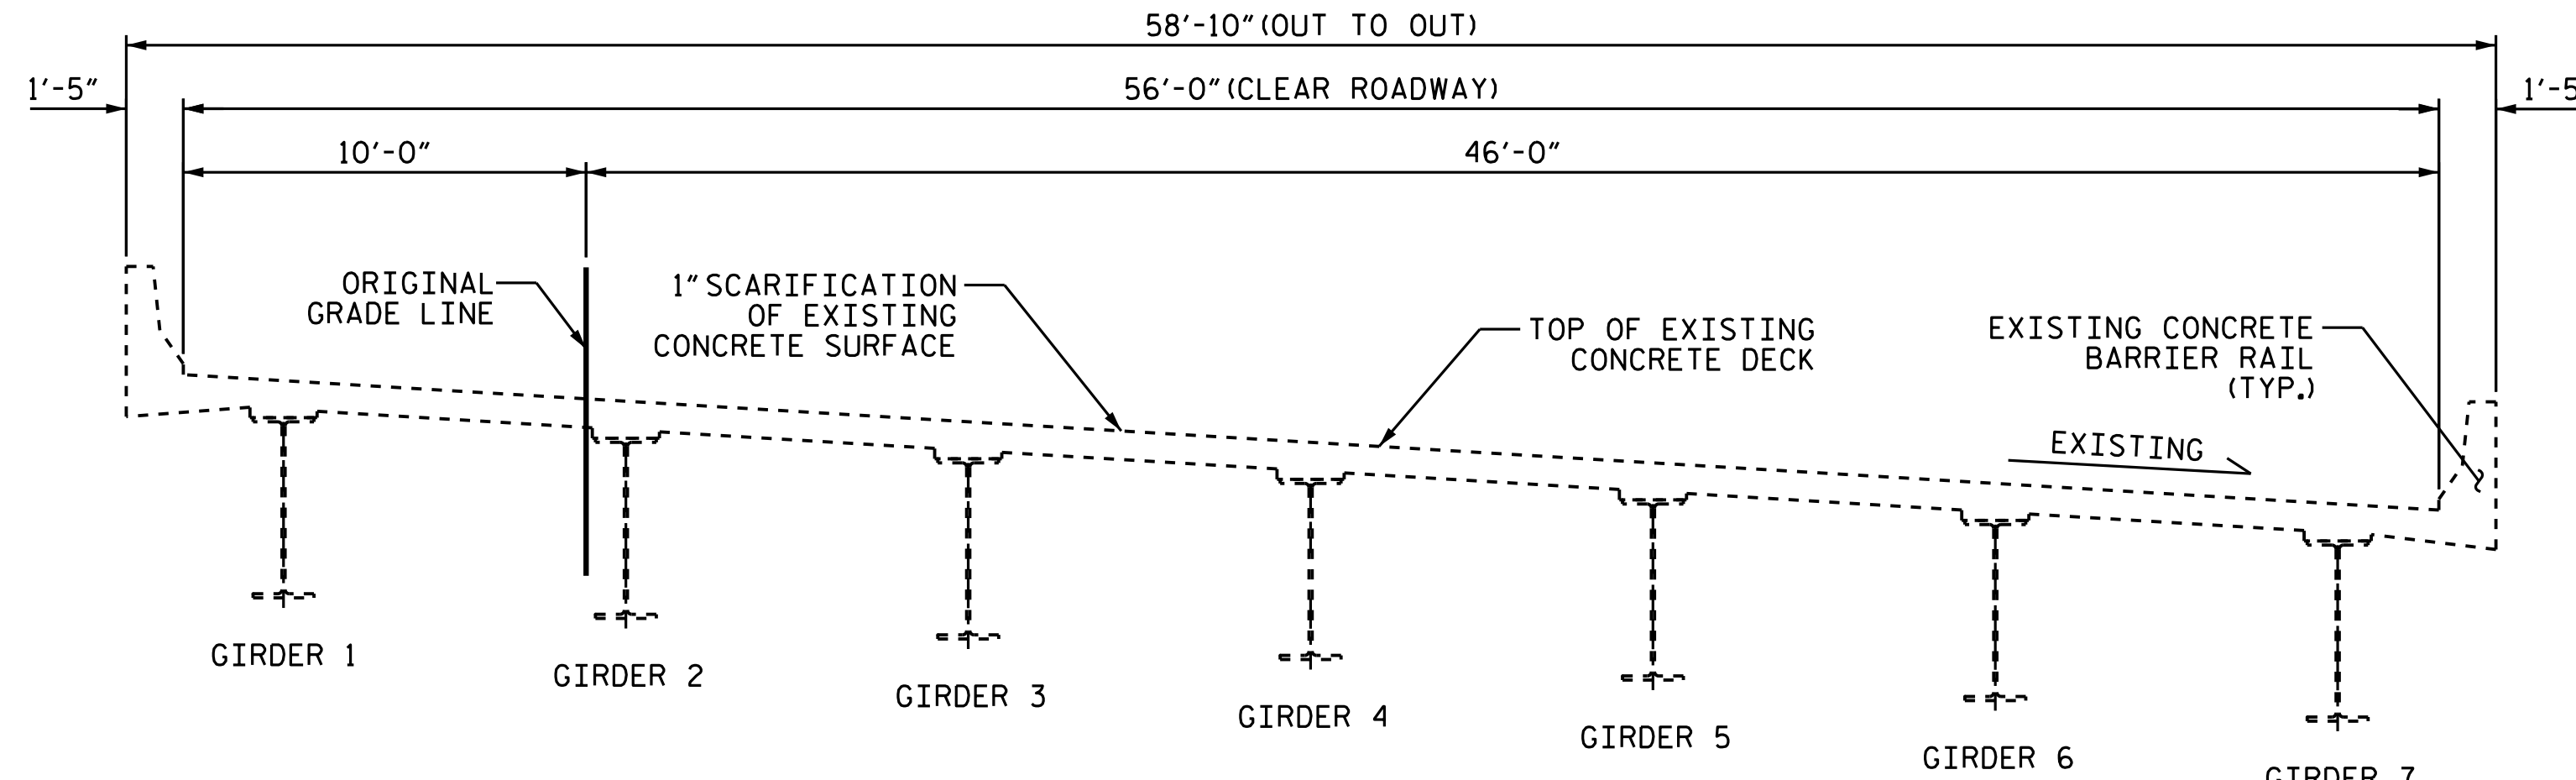 58'-10" (OUT TO OUT)
1'-5"
56'-0" (CLEAR ROADWAY)
1'-5
10'-0"
46'-0"
ORIGINAL
GRADE LINE
1" SCARIFICATION
OF EXISTING
CONCRETE SURFACE
TOP OF EXISTING
CONCRETE DECK
EXISTING CONCRETE
BARRIER RAIL
(TYP.)
EXISTING
GIRDER 1
GIRDER 2
GIRDER 3
GIRDER 4
GIRDER 5
GIRDER 6
GIRDER 7